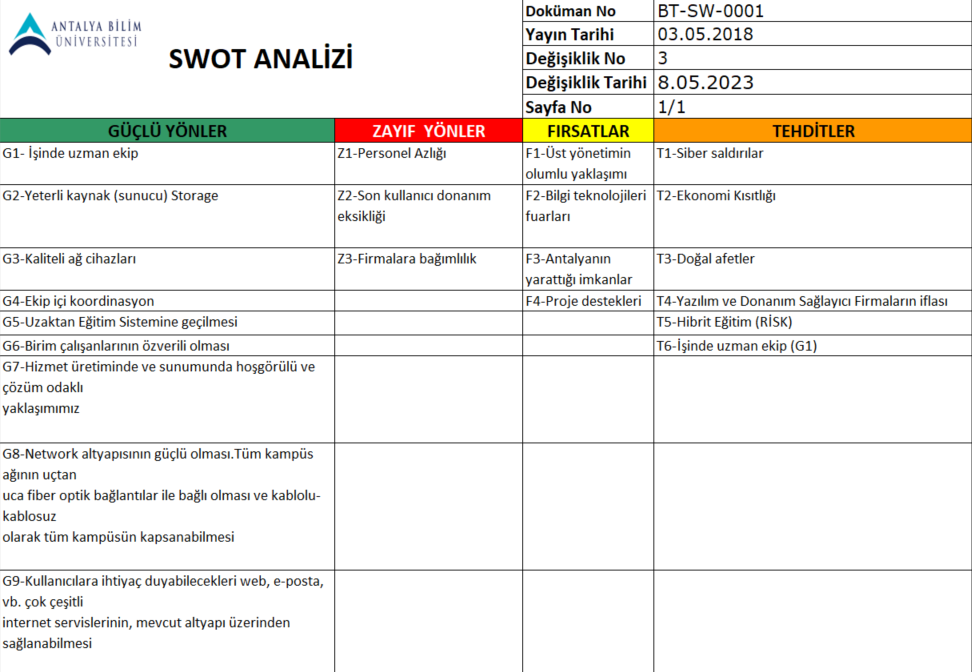 ANTALYA BİLİM
ÜNİVERSİTESİ
SWOT ANALİZİ
Doküman No BT-SW-0001
Yayın Tarihi 03.05.2018
Değişiklik No 3
Değişiklik Tarihi 8.05.2023
Sayfa No 1/1
GÜÇLÜ YÖNLER ZAYIF YÖNLER FIRSATLAR TEHDİTLER
G1- İşinde uzman ekip
Z1-Personel Azlığı
F1-Üst yönetimin
olumlu yaklaşımı
T1-Siber saldırılar
G2-Yeterli kaynak (sunucu) Storage
Z2-Son kullanıcı donanım
eksikliği
F2-Bilgi teknolojileri
fuarları
T2-Ekonomi Kısıtlığı
G3-Kaliteli ağ cihazları
Z3-Firmalara bağımlılık
F3-Antalyanın
yarattığı imkanlar
T3-Doğal afetler
G4-Ekip içi koordinasyon
F4-Proje destekleri
T4-Yazılım ve Donanım Sağlayıcı Firmaların iflası
G5-Uzaktan Eğitim Sistemine geçilmesi
T5-Hibrit Eğitim (RİSK)
G6-Birim çalışanlarının özverili olması
T6-İşinde uzman ekip (G1)
G7-Hizmet üretiminde ve sunumunda hoşgörülü ve
çözüm odaklı
yaklaşımımız
G8-Network altyapısının güçlü olması.Tüm kampüs
ağının uçtan
uca fiber optik bağlantılar ile bağlı olması ve kablolu-
kablosuz
olarak tüm kampüsün kapsanabilmesi
G9-Kullanıcılara ihtiyaç duyabilecekleri web, e-posta,
vb. çok çeşitli
internet servislerinin, mevcut altyapı üzerinden
sağlanabilmesi